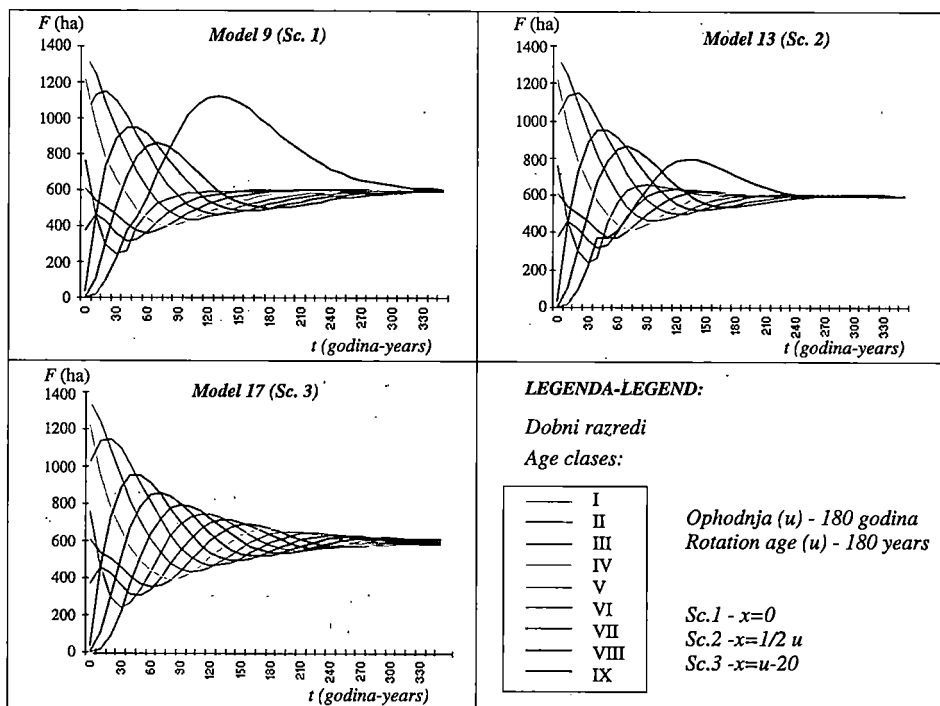 F (ha)
Model 9 (Sc. 1)
1400
1200
1000
800
600
400
200
0
0 30 60 90 120 150 180 210 240 270 300 330
t (godina-years)
F (ha)
Model 13 (Sc. 2)
1400
1200
1000
800
600
400
200
0
0 30 60 90 120 150 180 210 240 270 300 330
t (godina-years)
F (ha)
Model 17 (Sc. 3)
1400
1200
1000
800
600
400
200
0
0 30 60 90 120 150 180 210 240 270 300 330
t (godina-years)
LEGENDA-LEGEND:
Dobni razredi
Age clases:
I
II
III
IV
V
VI
VII
VIII
IX
Ophodnja (u) - 180 godina
Rotation age (u) - 180 years
Sc.1 - x=0
Sc.2 -x=1/2 u
Sc.3 -x=u-20